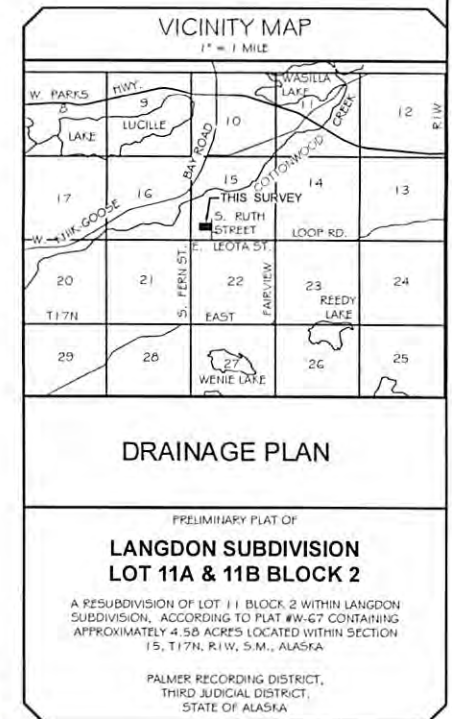 VICINITY MAP
1" = 1 MILE
W. PARKS HWY.
WASILLA LAKE
8
9
10
11
12
R1W
LAKE LUCILLE
CREEK
COTTONWOOD
BAY ROAD
17
16
15
14
13
THIS SURVEY
S. RUTH STREET
LOOP RD.
W.
-GOOSE
E. LEOTA ST.
20
21
22
23
24
S. FERN ST.
FAIRVIEW
REEDY LAKE
T17N
EAST
29
28
27
26
25
WENIE LAKE
DRAINAGE PLAN
PRELIMINARY PLAT OF
LANGDON SUBDIVISION
LOT 11A & 11B BLOCK 2
A RESUBDIVISION OF LOT 11 BLOCK 2 WITHIN LANGDON
SUBDIVISION, ACCORDING TO PLAT #W-67 CONTAINING
APPROXIMATELY 4.58 ACRES LOCATED WITHIN SECTION
15, T17N, R1W, S.M., ALASKA
PALMER RECORDING DISTRICT,
THIRD JUDICIAL DISTRICT,
STATE OF ALASKA